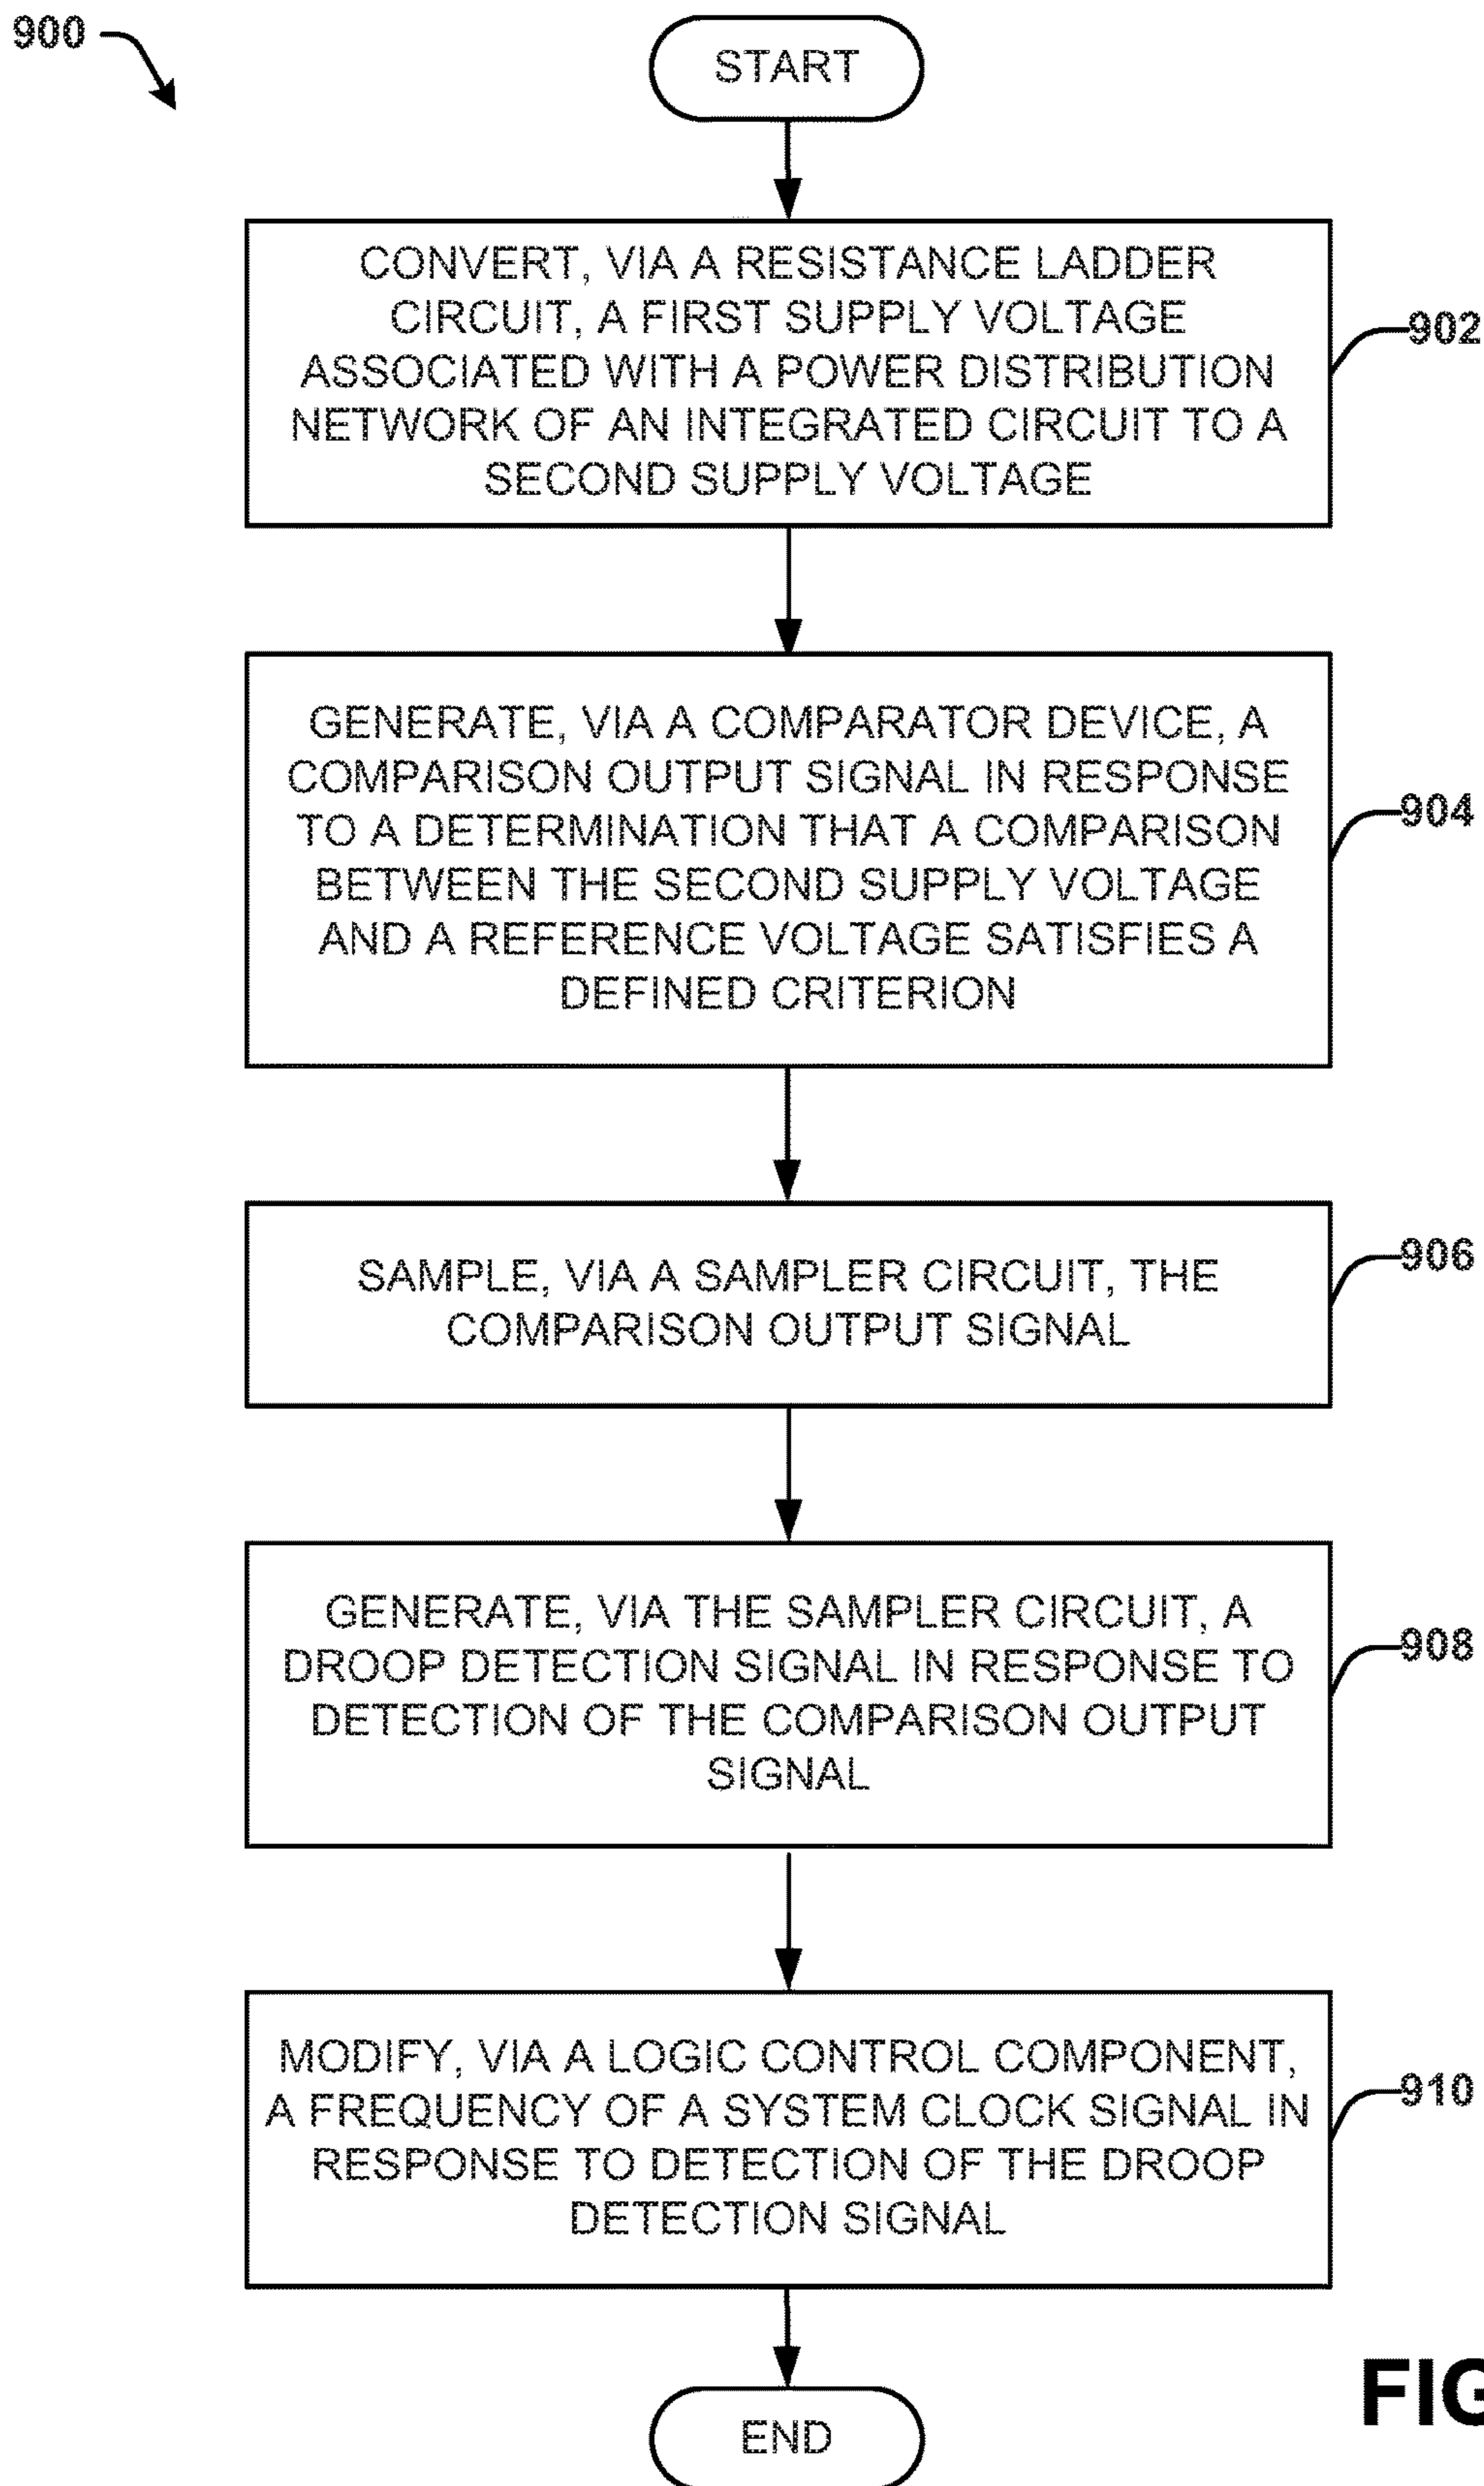 900
START
CONVERT, VIA A RESISTANCE LADDER
CIRCUIT, A FIRST SUPPLY VOLTAGE
ASSOCIATED WITH A POWER DISTRIBUTION
NETWORK OF AN INTEGRATED CIRCUIT TO A
SECOND SUPPLY VOLTAGE
902
GENERATE, VIA A COMPARATOR DEVICE, A
COMPARISON OUTPUT SIGNAL IN RESPONSE
TO A DETERMINATION THAT A COMPARISON
BETWEEN THE SECOND SUPPLY VOLTAGE
AND A REFERENCE VOLTAGE SATISFIES A
DEFINED CRITERION
904
SAMPLE, VIA A SAMPLER CIRCUIT, THE
COMPARISON OUTPUT SIGNAL
906
GENERATE, VIA THE SAMPLER CIRCUIT, A
DROOP DETECTION SIGNAL IN RESPONSE TO
DETECTION OF THE COMPARISON OUTPUT
SIGNAL
908
MODIFY, VIA A LOGIC CONTROL COMPONENT,
A FREQUENCY OF A SYSTEM CLOCK SIGNAL IN
RESPONSE TO DETECTION OF THE DROOP
DETECTION SIGNAL
910
END
FIG